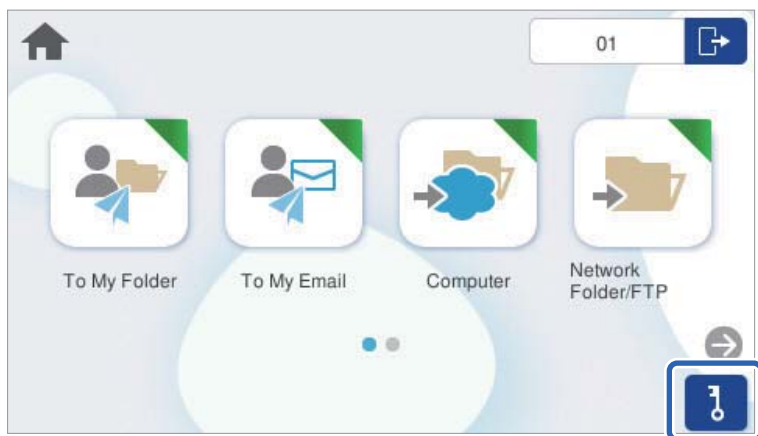 01
To My Folder
To My Email
Computer
Network
Folder/FTP